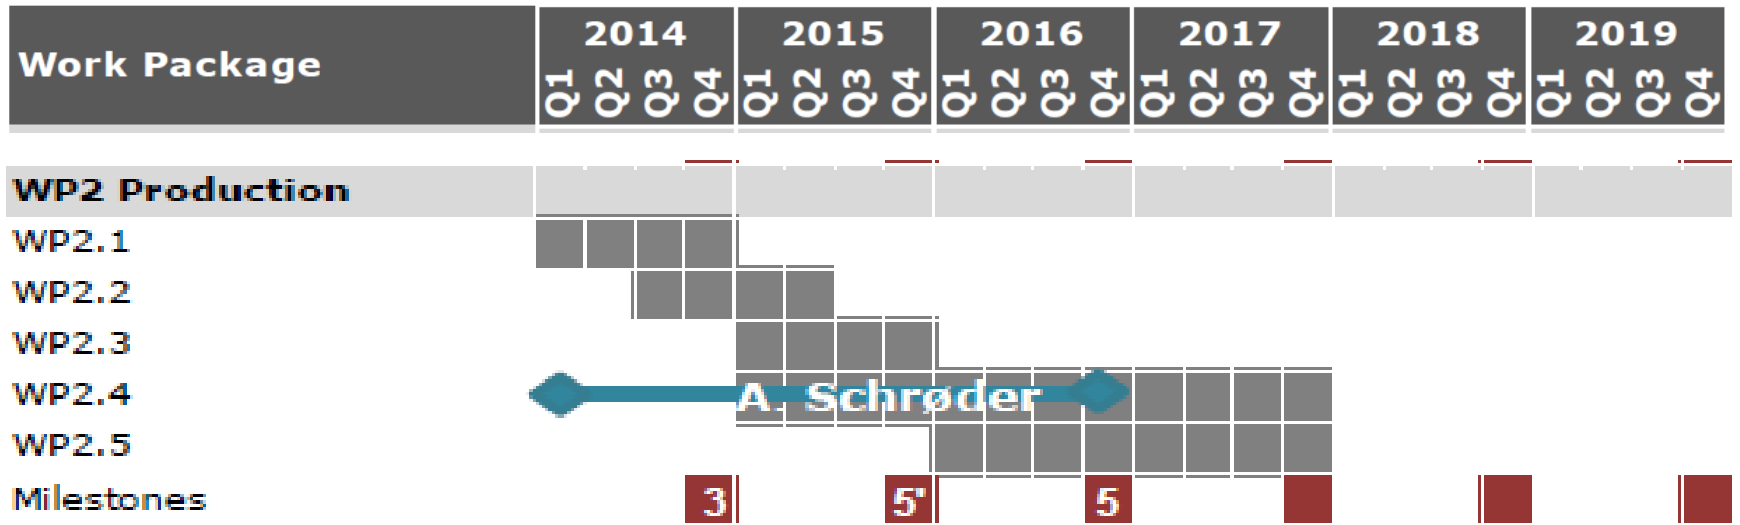 Work Package 2014 2015 2016 2017 2018 2019
Q1 Q2 Q3 Q4 Q1 Q2 Q3 Q4 Q1 Q2 Q3 Q4 Q1 Q2 Q3 Q4 Q1 Q2 Q3 Q4 Q1 Q2 Q3 Q4
WP2 Production
WP2.1
WP2.2
WP2.3
WP2.4 A. Schrøder
WP2.5
Milestones 3 5' 5